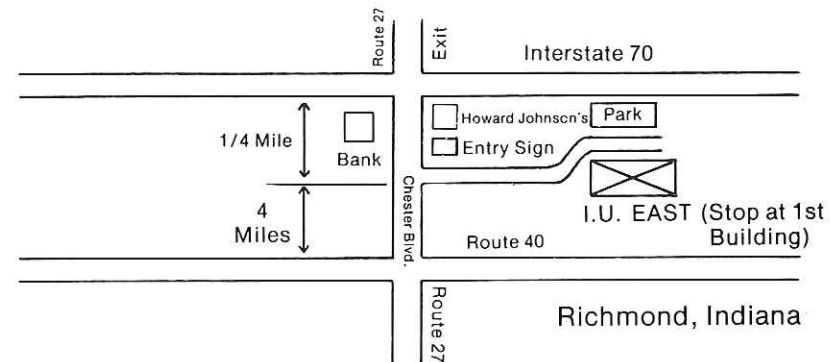 Route 27
Exit
Interstate 70
Howard Johnscn's
Park
1/4 Mile
Bank
Entry Sign
Chester Blvd.
4
Miles
I.U. EAST (Stop at 1st
Building)
Route 40
Route 27
Richmond, Indiana